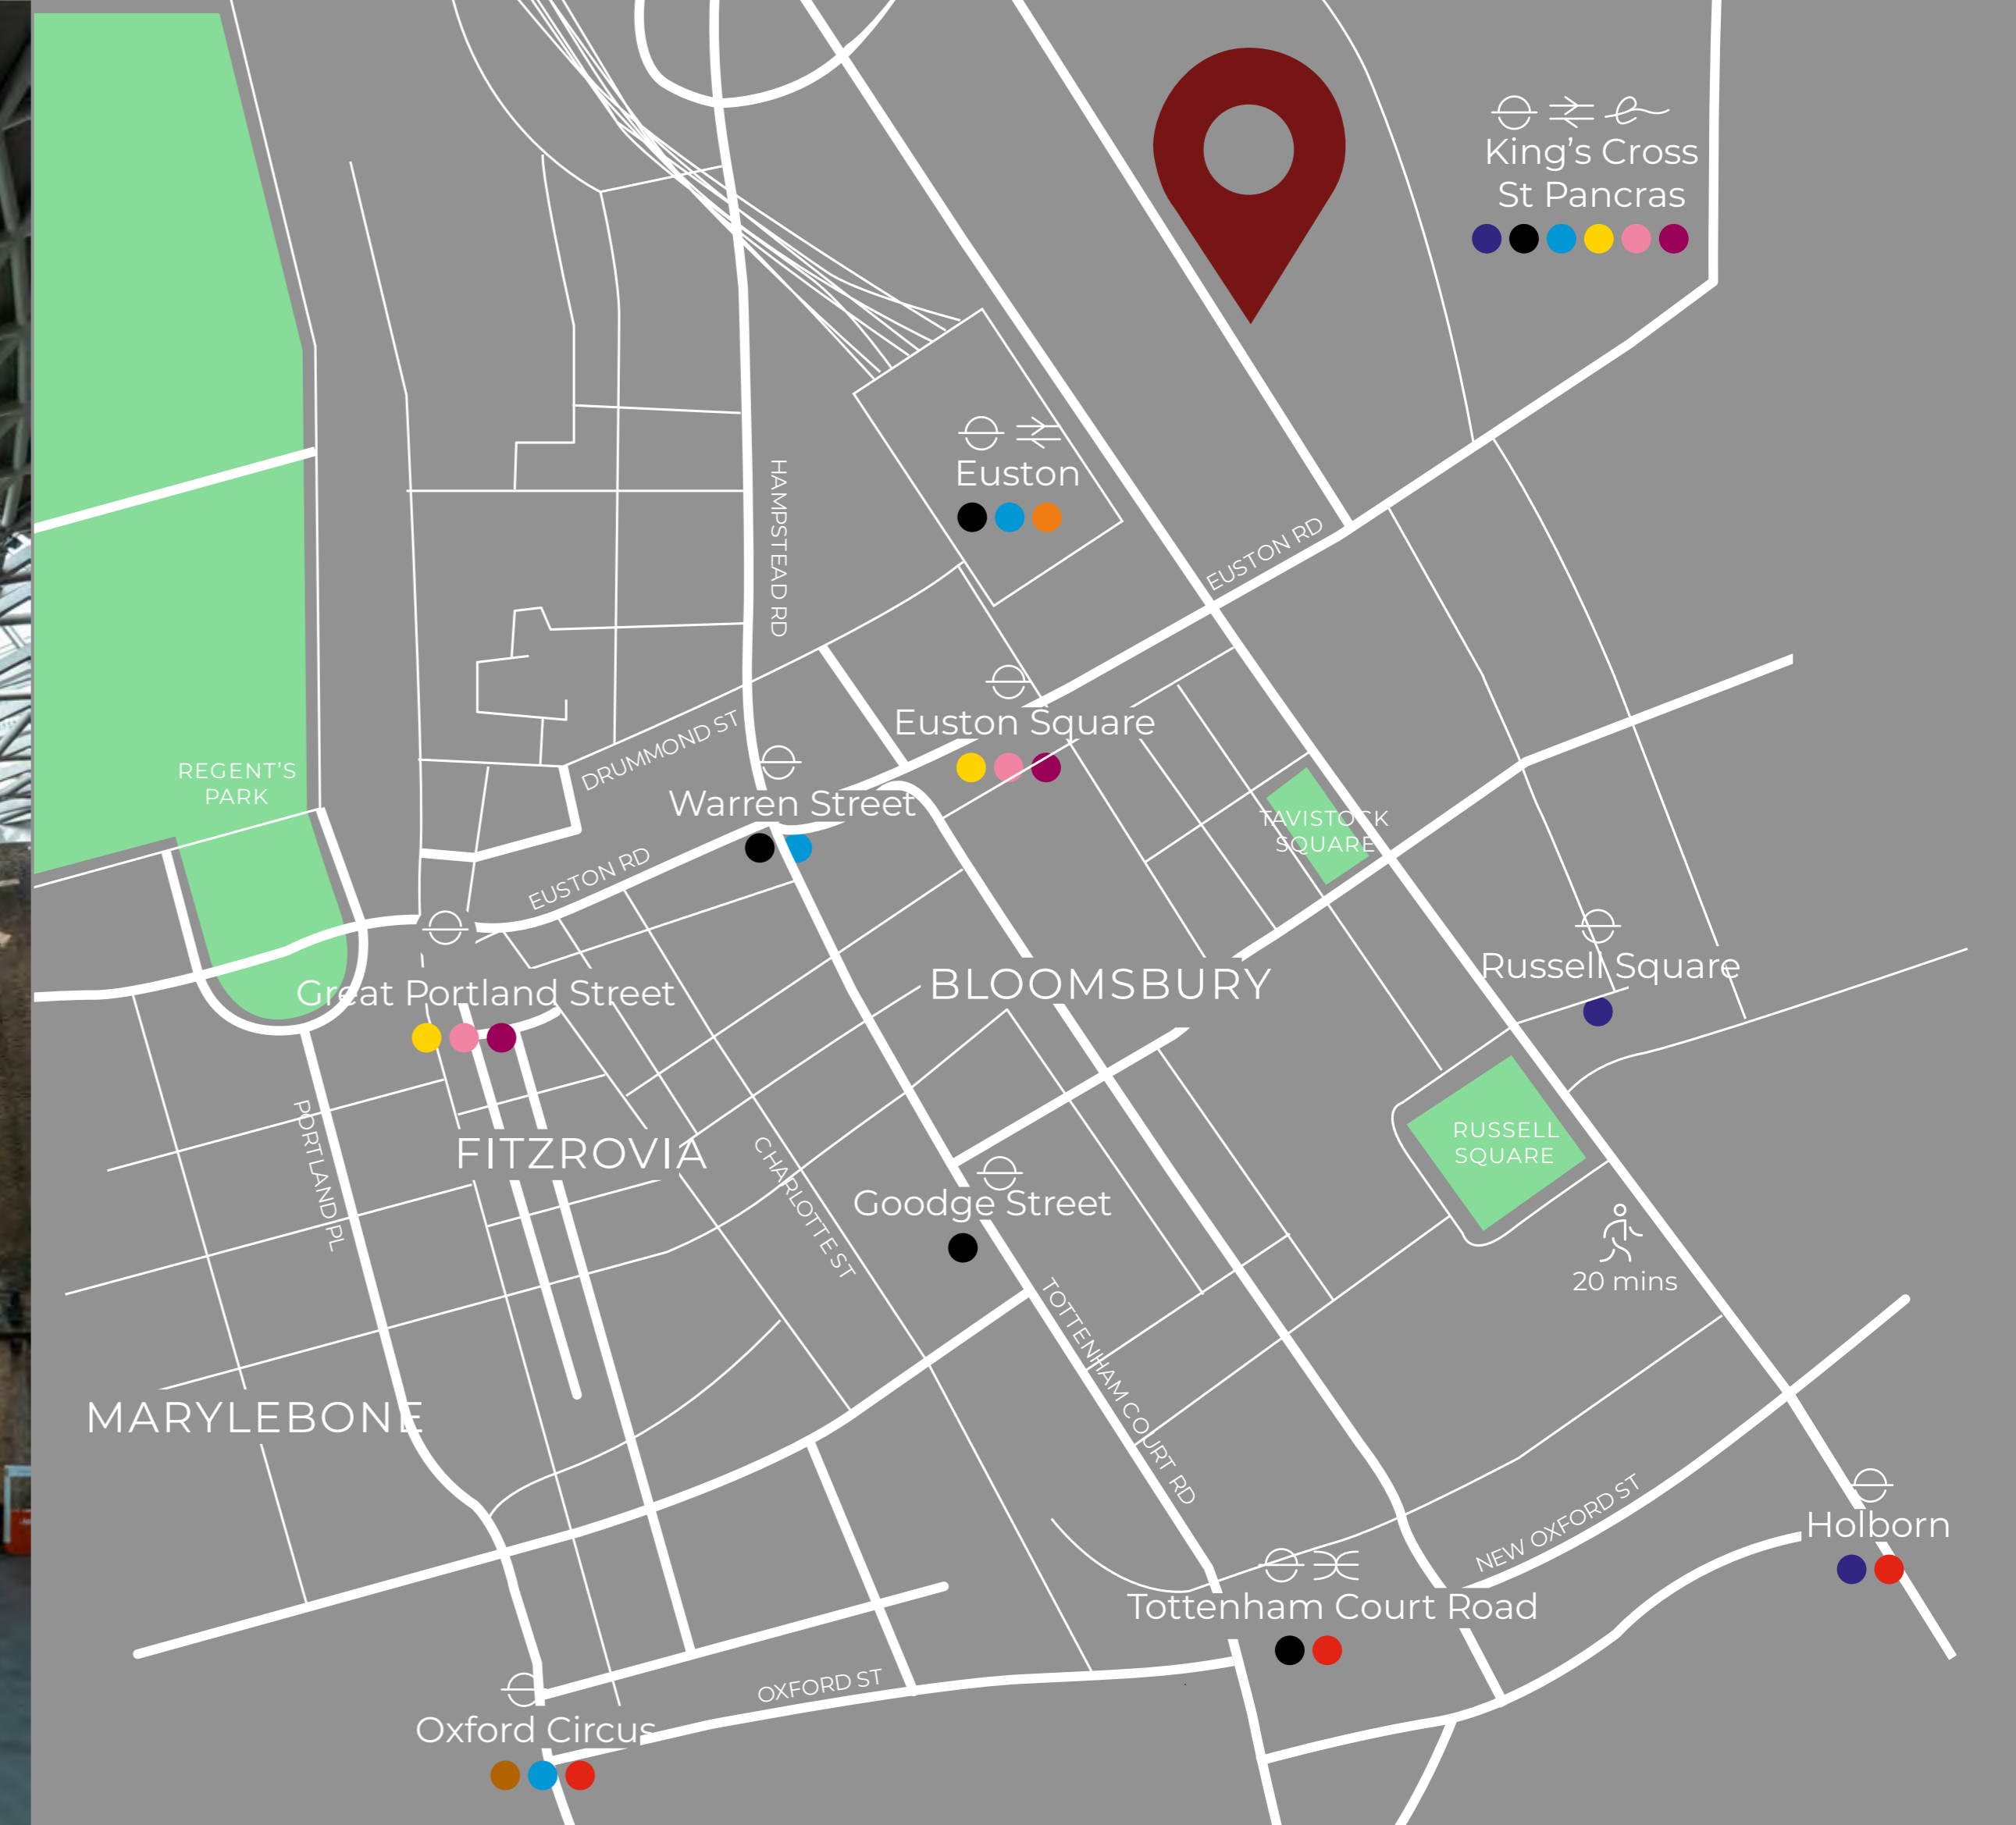 King's Cross
St Pancras
Euston
HAMPSTEAD RD
EUSTON RD
Euston Square
DRUMMOND ST
REGENT'S
PARK
Warren Street
TAVISTOCK
SQUARE
EUSTON RD
Russell Square
Great Portland Street
BLOOMSBURY
RUSSELL
SQUARE
PORTLAND PL
FITZROVIA
CHARLOTTE ST
Goodge Street
20 mins
TOTTENHAM COURT RD
MARYLEBONE
NEW OXFORD ST
Holborn
Tottenham Court Road
OXFORD ST
Oxford Circus